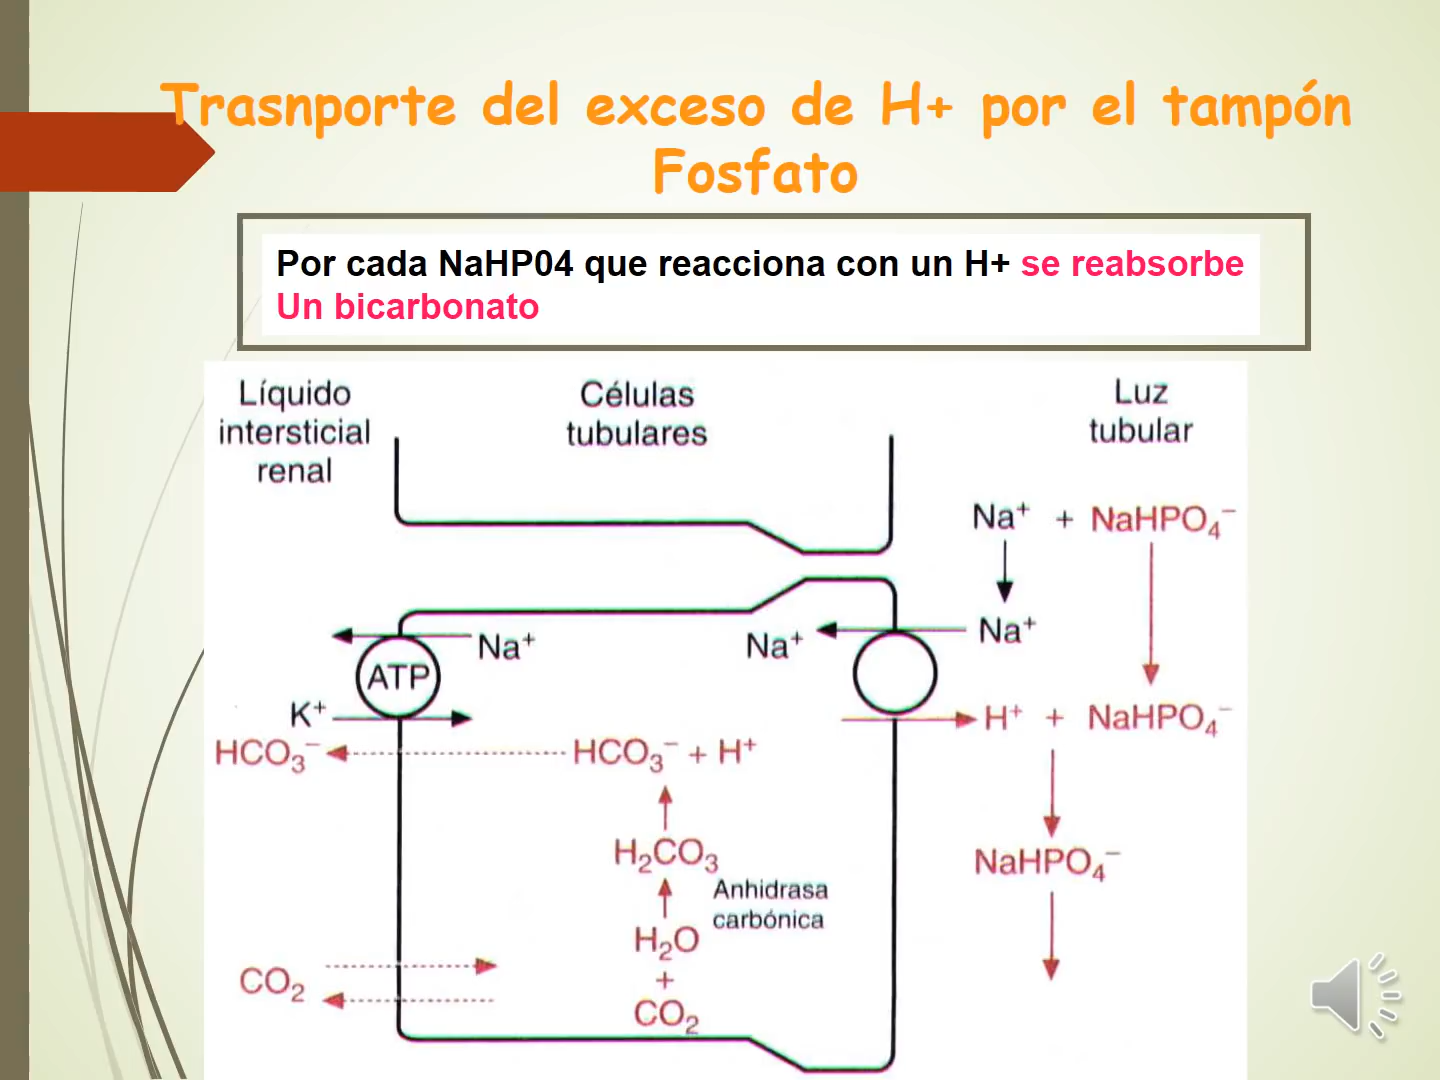 Trasnporte del exceso de H+ por el tampón
Fosfato
Por cada NaHP04 que reacciona con un H+ se reabsorbe
Un bicarbonato
Líquido
intersticial
renal
Células
tubulares
Luz
tubular
Na⁺ + NaHPO₄⁻
Na⁺
Na⁺
Na⁺
ATP
K⁺
H⁺ + NaHPO₄⁻
HCO₃⁻
HCO₃⁻ + H⁺
H₂CO₃
NaHPO₄⁻
Anhidrasa
carbónica
H₂O
+
CO₂
CO₂